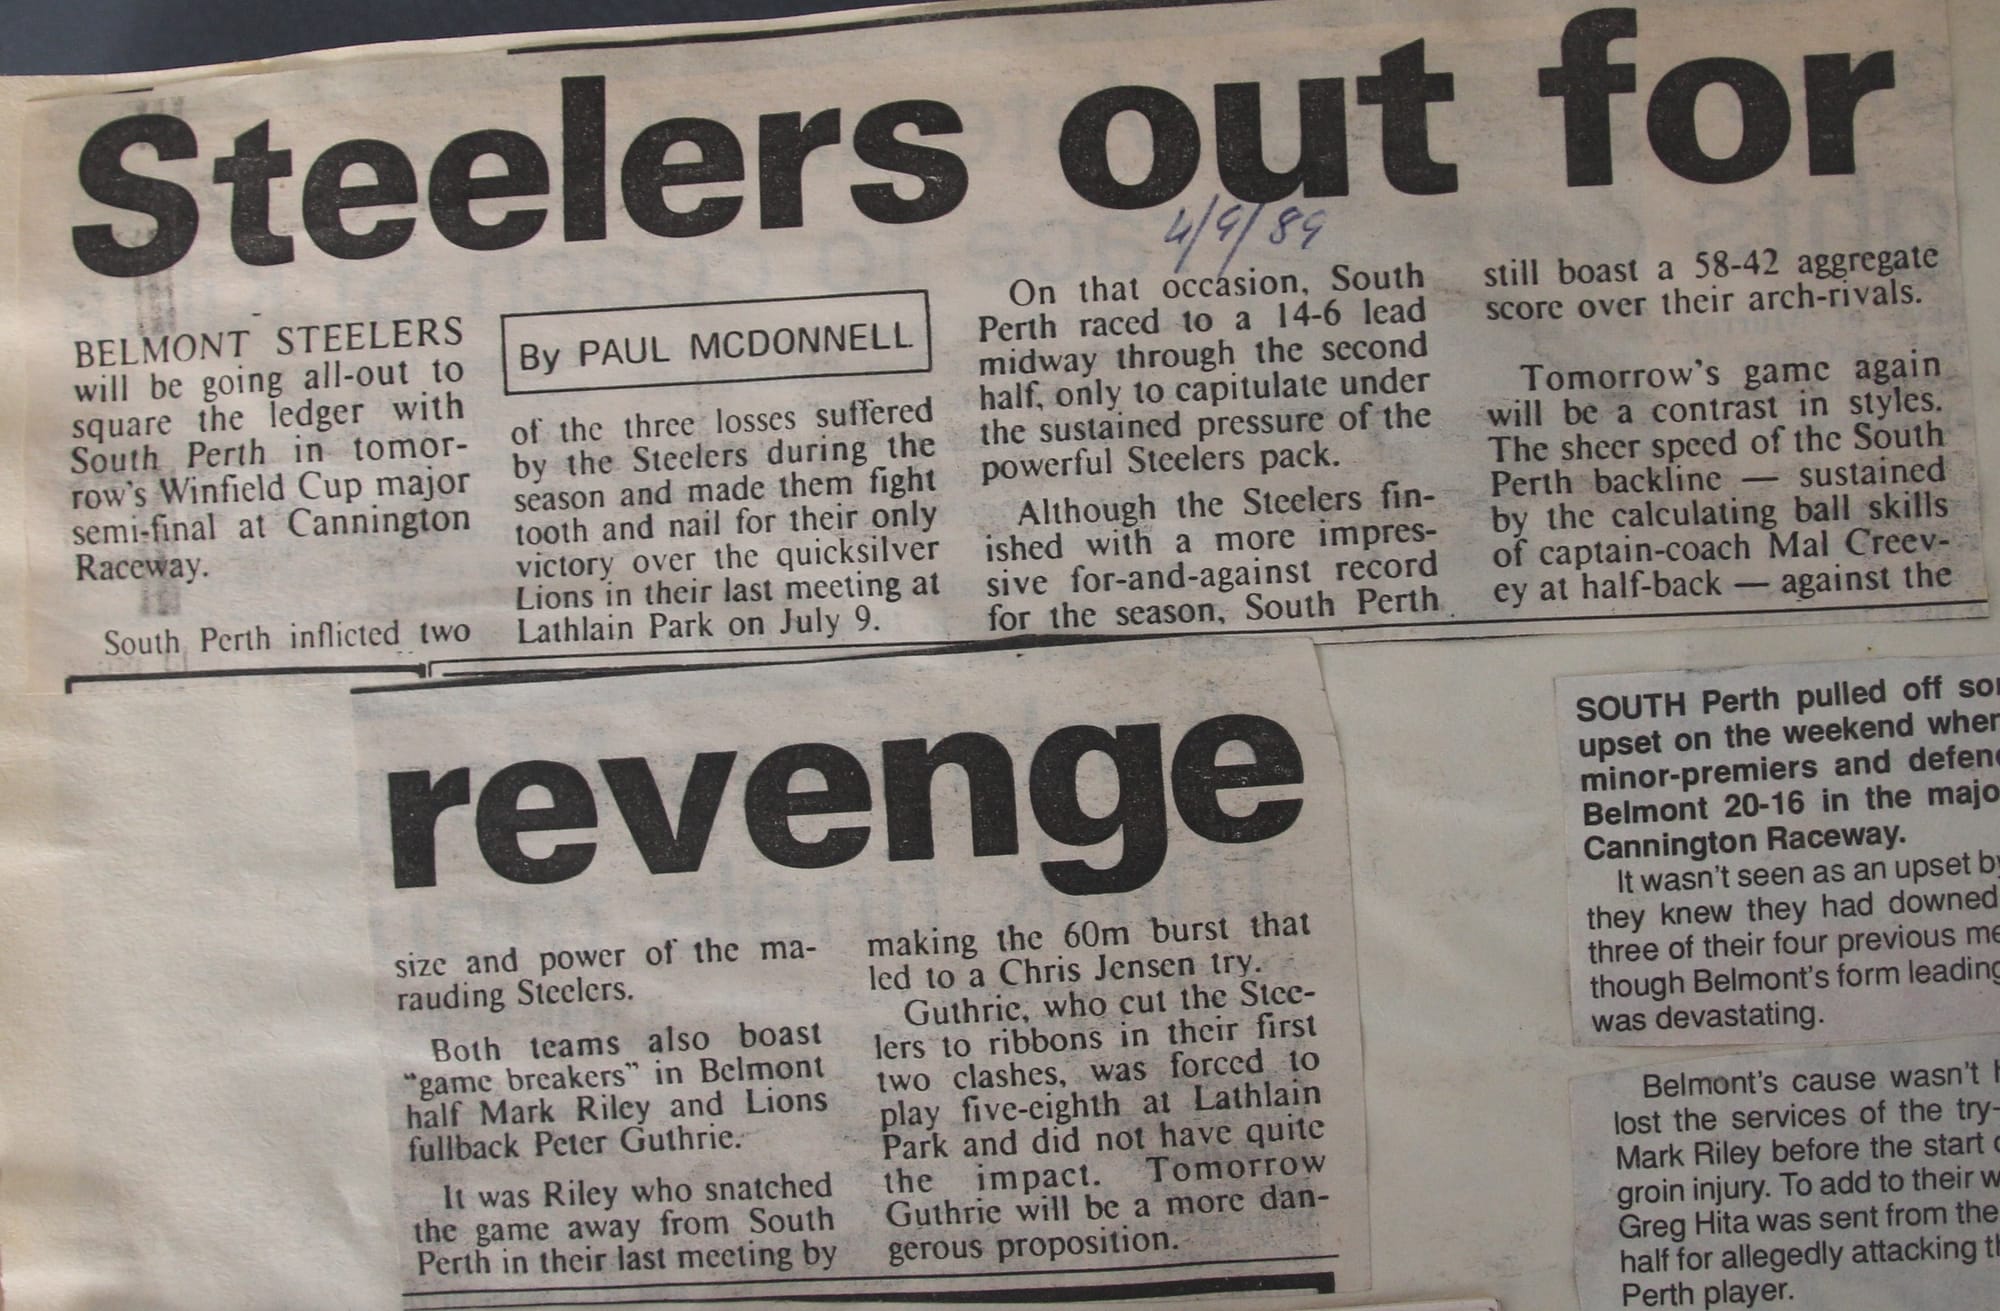 Steelers out for
4/9/89
BELMONT STEELERS
will be going all-out to
square the ledger with
South Perth in tomor-
row's Winfield Cup major
semi-final at Cannington
Raceway.
South Perth inflicted two
By PAUL MCDONNELL
of the three losses suffered
by the Steelers during the
season and made them fight
tooth and nail for their only
victory over the quicksilver
Lions in their last meeting at
Lathlain Park on July 9.
On that occasion, South
Perth raced to a 14-6 lead
midway through the second
half, only to capitulate under
the sustained pressure of the
powerful Steelers pack.
Although the Steelers fin-
ished with a more impres-
sive for-and-against record
for the season, South Perth
still boast a 58-42 aggregate
score over their arch-rivals.
Tomorrow's game again
will be a contrast in styles.
The sheer speed of the South
Perth backline — sustained
by the calculating ball skills
of captain-coach Mal Creev-
ey at half-back — against the
revenge
size and power of the ma-
rauding Steelers.
Both teams also boast
"game breakers" in Belmont
half Mark Riley and Lions
fullback Peter Guthrie.
It was Riley who snatched
the game away from South
Perth in their last meeting by
making the 60m burst that
led to a Chris Jensen try.
Guthrie, who cut the Stee-
lers to ribbons in their first
two clashes, was forced to
play five-eighth at Lathlain
Park and did not have quite
the impact. Tomorrow
Guthrie will be a more dan-
gerous proposition.
SOUTH Perth pulled off
upset on the weekend
minor-premiers and
Belmont 20-16 in the
Cannington Raceway.
It wasn't seen as an upset
they knew they had downed
three of their four previous
though Belmont's form leading
was devastating.
Belmont's cause wasn't
lost the services of the try-
Mark Riley before the start
groin injury. To add to their
Greg Hita was sent from the
half for allegedly attacking
Perth player.